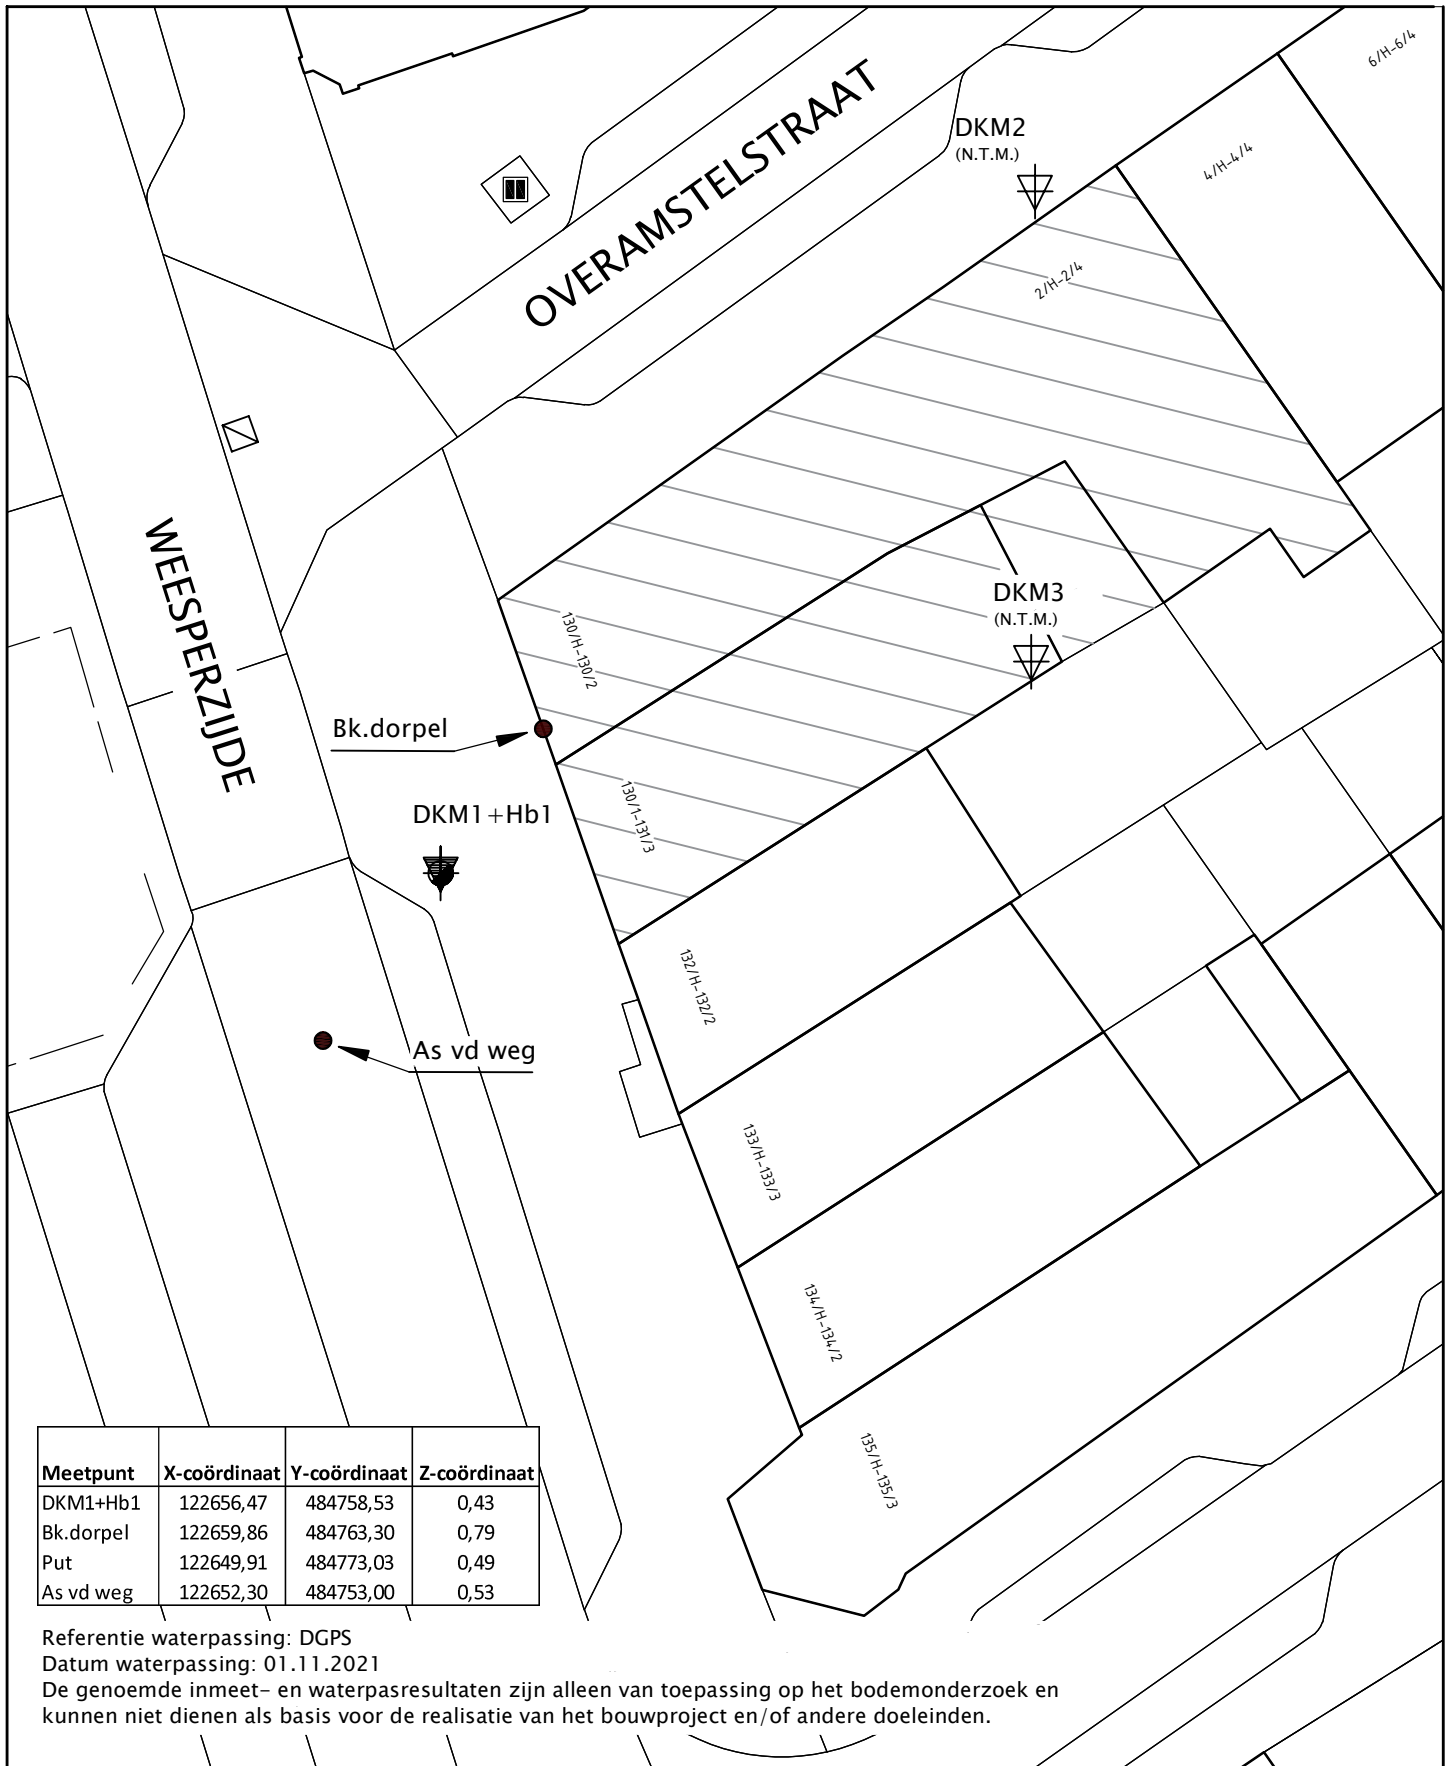 6/H-6/4
OVERAMSTELSTRAAT
DKM2
(N.T.M.)
4/H-4/4
2/H-2/4
WEESPERZIJDE
DKM3
(N.T.M.)
130/H-130/2
Bk.dorpel
130/1-131/3
DKM1+Hb1
132/H-132/2
As vd weg
133/H-133/3
134/H-134/2
135/H-135/3
Meetpunt X-coördinaat Y-coördinaat Z-coördinaat
DKM1+Hb1 122656,47 484758,53 0,43
Bk.dorpel 122659,86 484763,30 0,79
Put 122649,91 484773,03 0,49
As vd weg 122652,30 484753,00 0,53
Referentie waterpassing: DGPS
Datum waterpassing: 01.11.2021
De genoemde inmeet- en waterpasresultaten zijn alleen van toepassing op het bodemonderzoek en
kunnen niet dienen als basis voor de realisatie van het bouwproject en/of andere doeleinden.